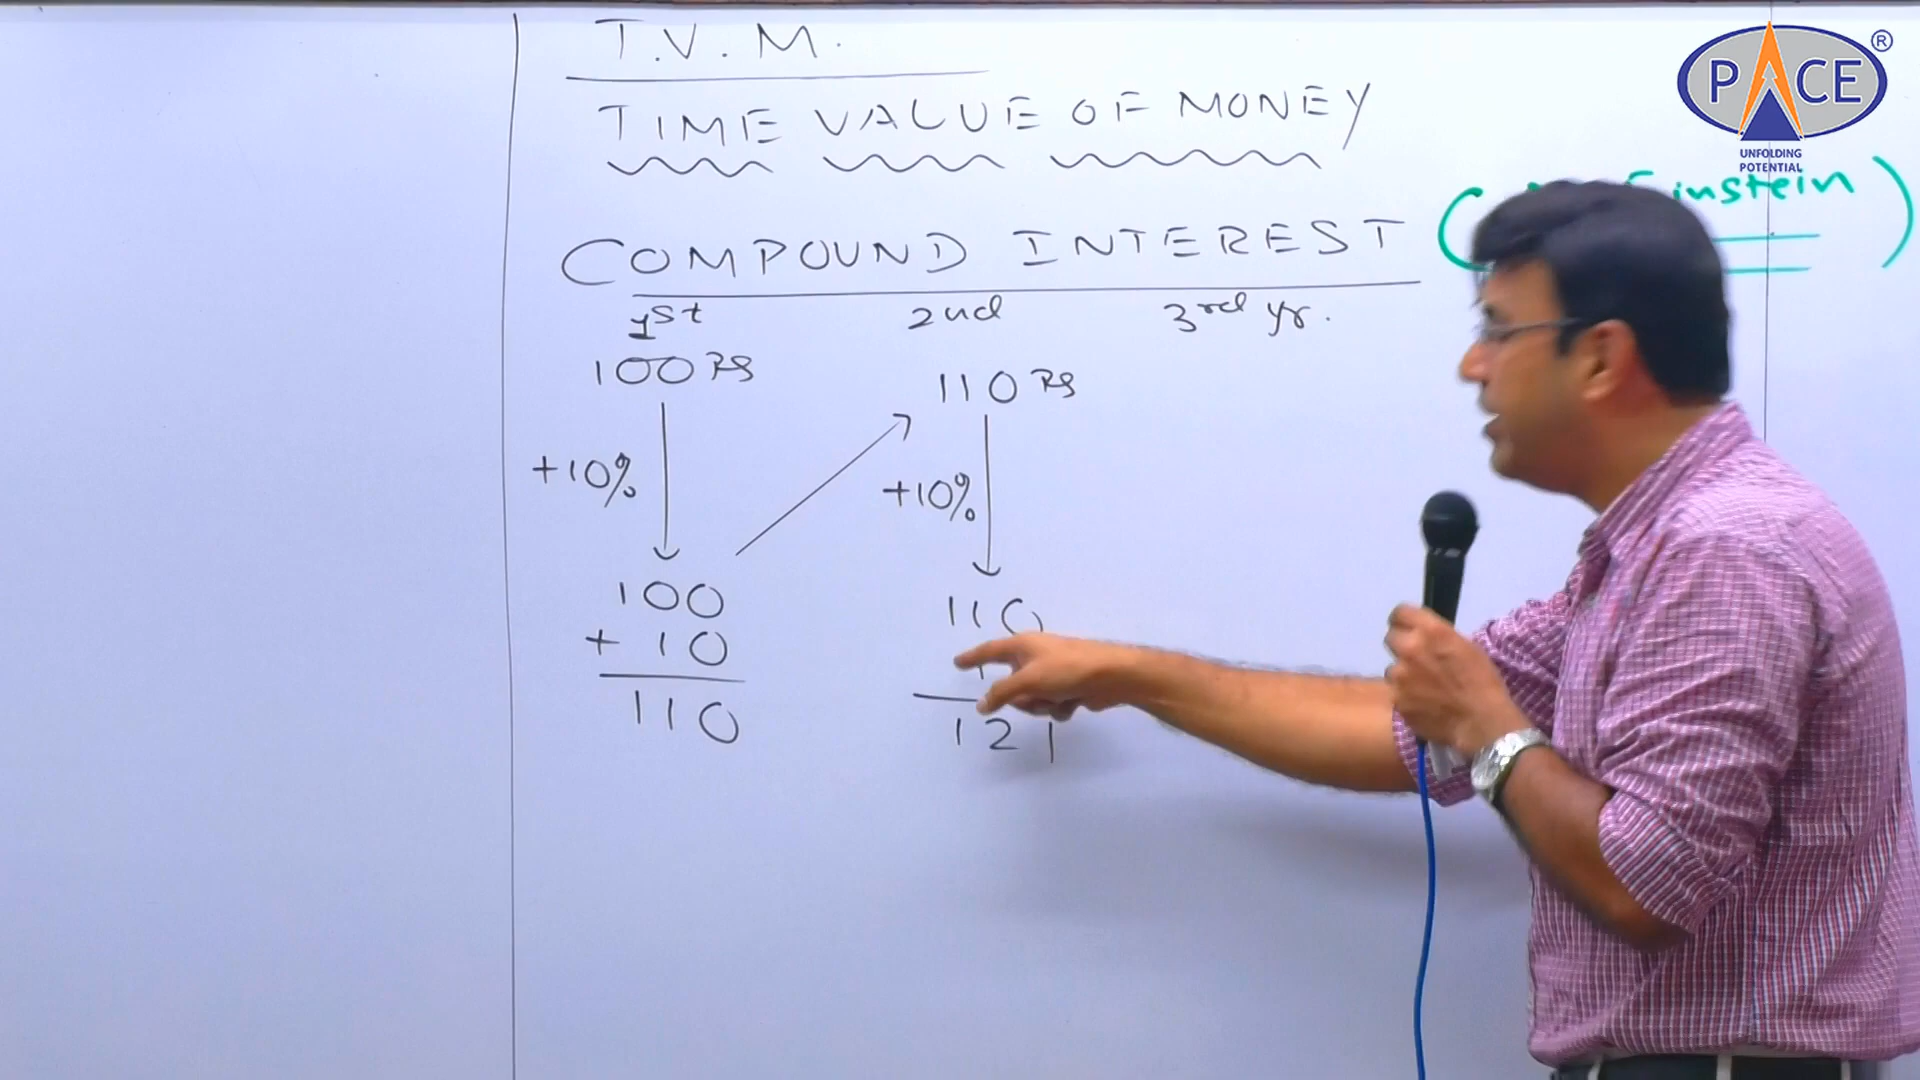 T.V.M.
TIME VALUE OF MONEY
PACE ®
UNFOLDING
POTENTIAL
COMPOUND INTEREST
1st 2nd 3rd yr.
100 Rs 110 Rs
+10% +10%
100 110
+ 10
110 121